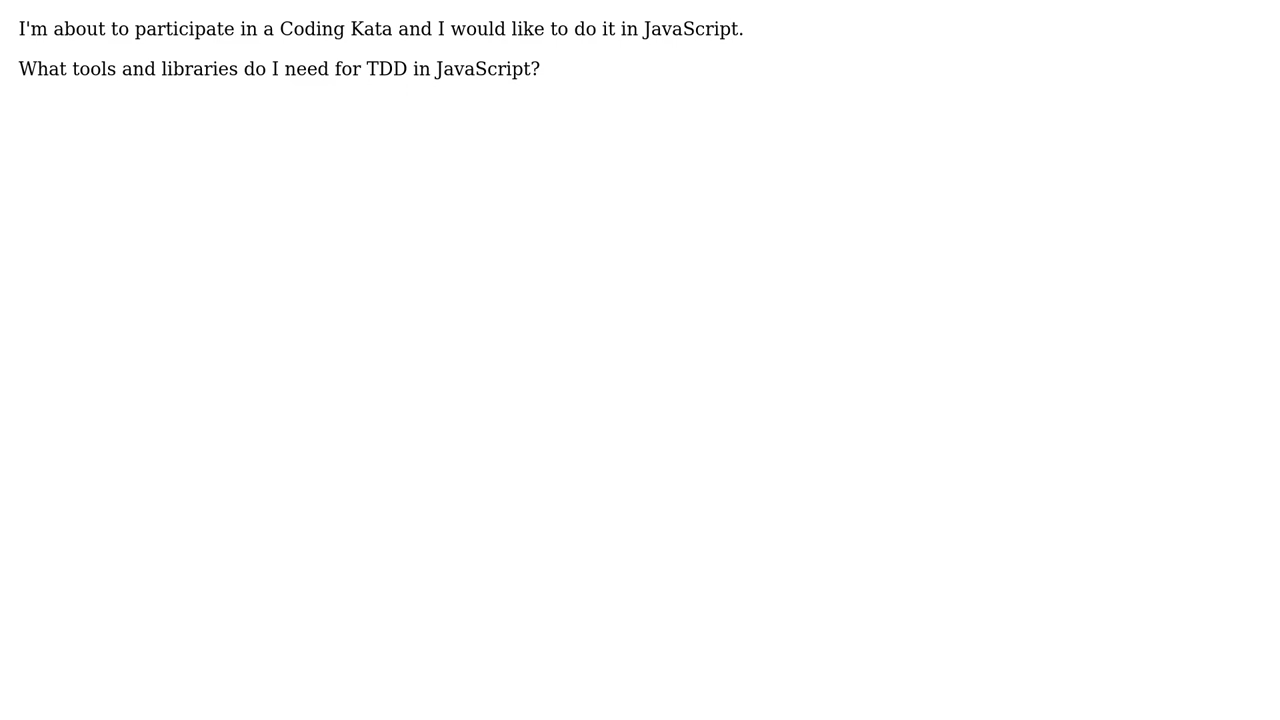 I'm about to participate in a Coding Kata and I would like to do it in JavaScript.
What tools and libraries do I need for TDD in JavaScript?